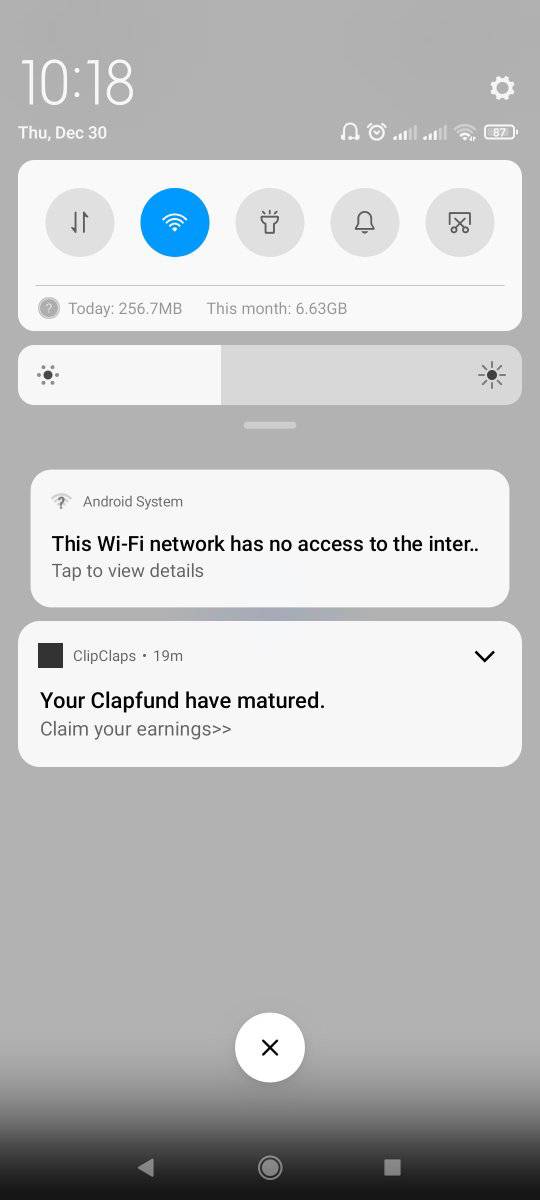 10:18
Thu, Dec 30
87
Today: 256.7MB This month: 6.63GB
Android System
This Wi-Fi network has no access to the inter..
Tap to view details
ClipClaps • 19m
Your Clapfund have matured.
Claim your earnings>>